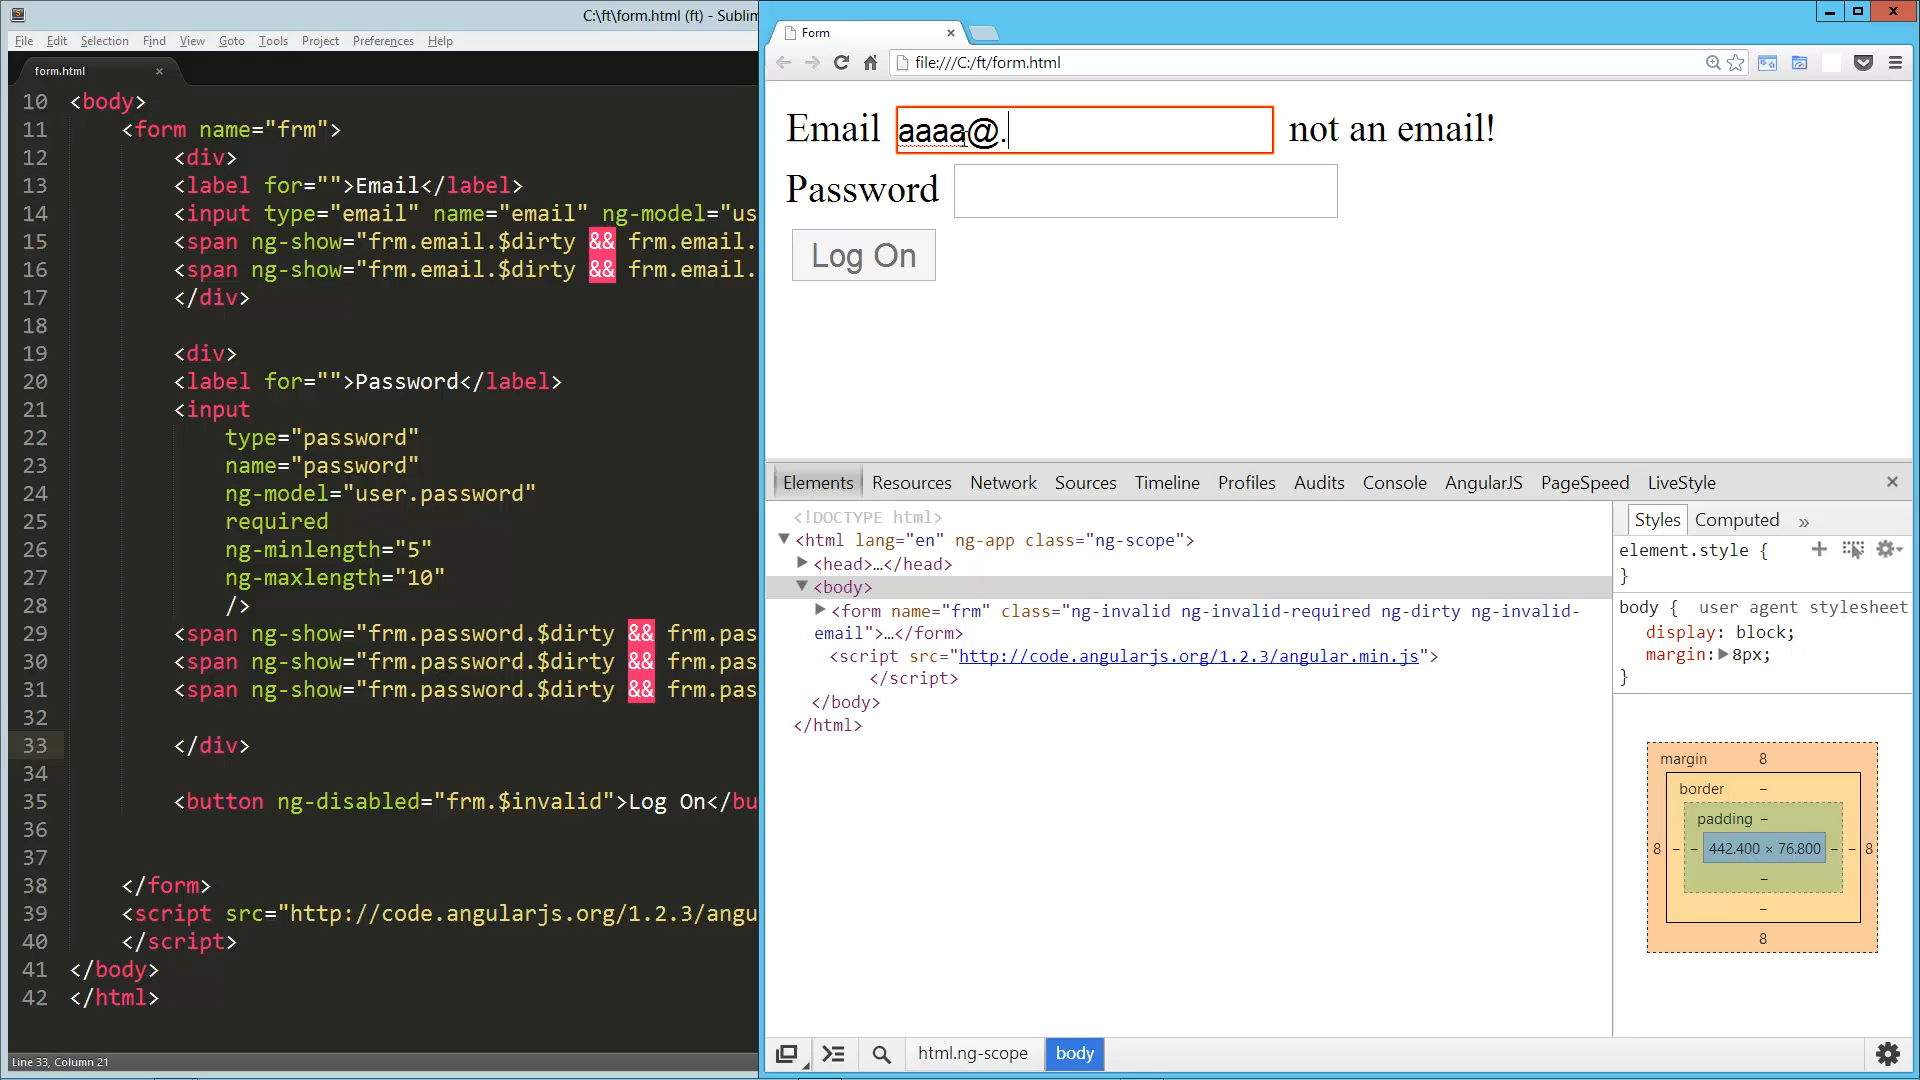 C:\ft\form.html (ft) - Sublim
File Edit Selection Find View Goto Tools Project Preferences Help
form.html ×
10 <body>
11 <form name="frm">
12 <div>
13 <label for="">Email</label>
14 <input type="email" name="email" ng-model="us
15 <span ng-show="frm.email.$dirty && frm.email.
16 <span ng-show="frm.email.$dirty && frm.email.
17 </div>
18
19 <div>
20 <label for="">Password</label>
21 <input
22 type="password"
23 name="password"
24 ng-model="user.password"
25 required
26 ng-minlength="5"
27 ng-maxlength="10"
28 />
29 <span ng-show="frm.password.$dirty && frm.pas
30 <span ng-show="frm.password.$dirty && frm.pas
31 <span ng-show="frm.password.$dirty && frm.pas
32
33 </div>
34
35 <button ng-disabled="frm.$invalid">Log On</bu
36
37
38 </form>
39 <script src="http://code.angularjs.org/1.2.3/angu
40 </script>
41 </body>
42 </html>
Line 33, Column 21
Form ×
file:///C:/ft/form.html
Email aaaa@. not an email!
Password
Log On
Elements Resources Network Sources Timeline Profiles Audits Console AngularJS PageSpeed LiveStyle ×
<!DOCTYPE html>
<html lang="en" ng-app class="ng-scope">
<head>…</head>
<body>
<form name="frm" class="ng-invalid ng-invalid-required ng-dirty ng-invalid-
email">…</form>
<script src="http://code.angularjs.org/1.2.3/angular.min.js">
</script>
</body>
</html>
Styles Computed »
element.style {
}
body { user agent stylesheet
display: block;
margin: 8px;
}
margin 8
border –
padding –
8 – – 442.400 × 76.800 – – 8
–
–
8
html.ng-scope body